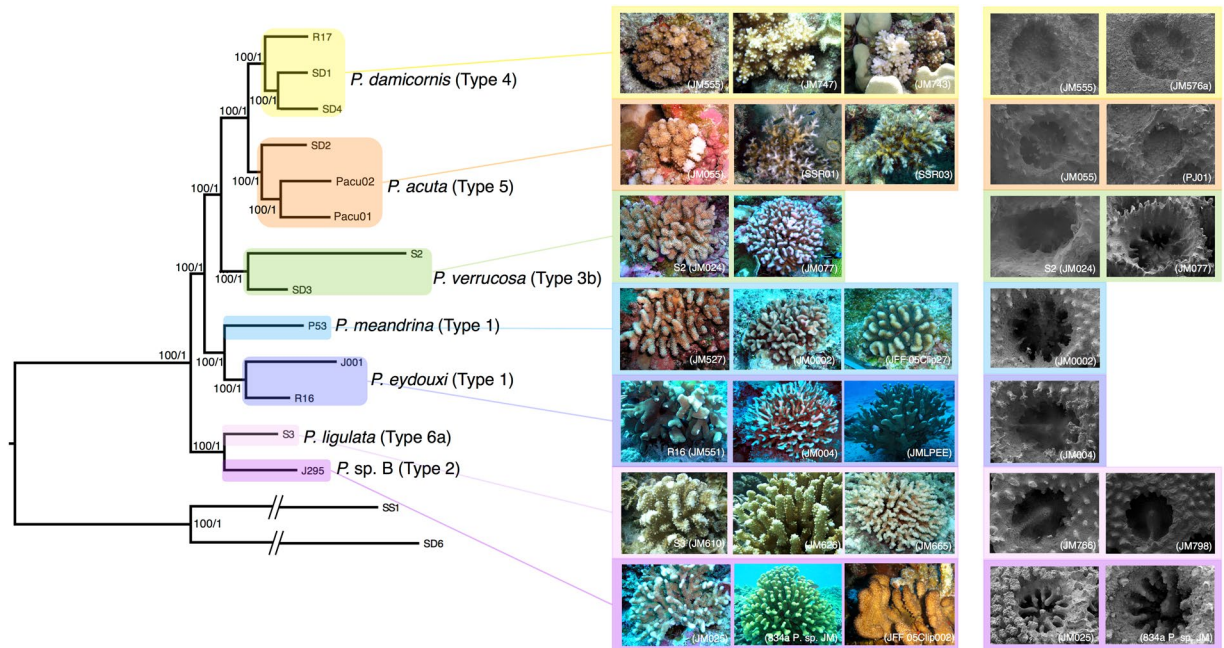 R17
SD1
SD4
100/1
100/1
100/1
P. damicornis (Type 4)
SD2
Pacu02
Pacu01
100/1
100/1
100/1
P. acuta (Type 5)
S2
SD3
100/1
100/1
P. verrucosa (Type 3b)
P53
P. meandrina (Type 1)
J001
R16
100/1
100/1
100/1
P. eydouxi (Type 1)
S3
P. ligulata (Type 6a)
J295
100/1
P. sp. B (Type 2)
SS1
SD6
100/1
(JM555)
(JM747)
(JM743)
(JM555)
(JM576a)
(JM055)
(SSR01)
(SSR03)
(JM055)
(PJ01)
S2 (JM024)
(JM077)
S2 (JM024)
(JM077)
(JM527)
(JM0002)
(JFF 05Clip27)
(JM0002)
R16 (JM551)
(JM004)
(JMLPEE)
(JM004)
S3 (JM610)
(JM626)
(JM665)
(JM766)
(JM798)
(JM025)
(834a P. sp. JM)
(JFF 05Clip002)
(JM025)
(834a P. sp. JM)